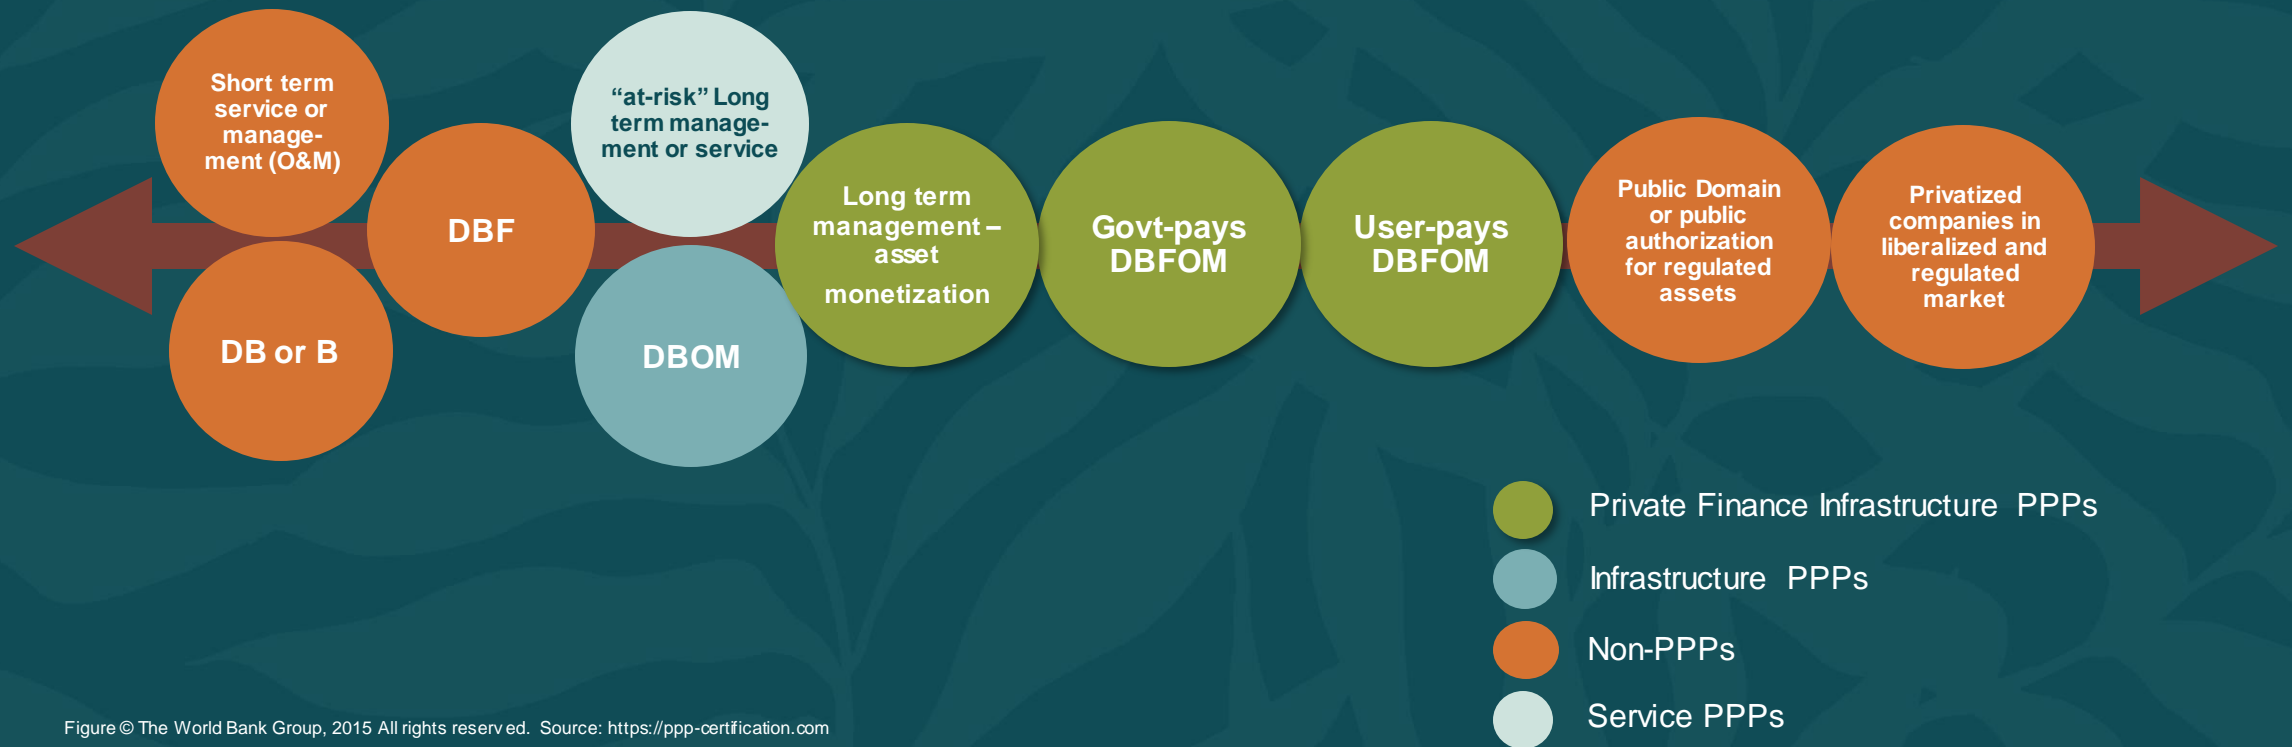 Short term
service or
manage-
ment (O&M)
DB or B
DBF
“at-risk” Long
term manage-
ment or service
DBOM
Long term
management –
asset
monetization
Govt-pays
DBFOM
User-pays
DBFOM
Public Domain
or public
authorization
for regulated
assets
Privatized
companies in
liberalized and
regulated
market
Private Finance Infrastructure PPPs
Infrastructure PPPs
Non-PPPs
Service PPPs
Figure © The World Bank Group, 2015 All rights reserved. Source: https://ppp-certification.com